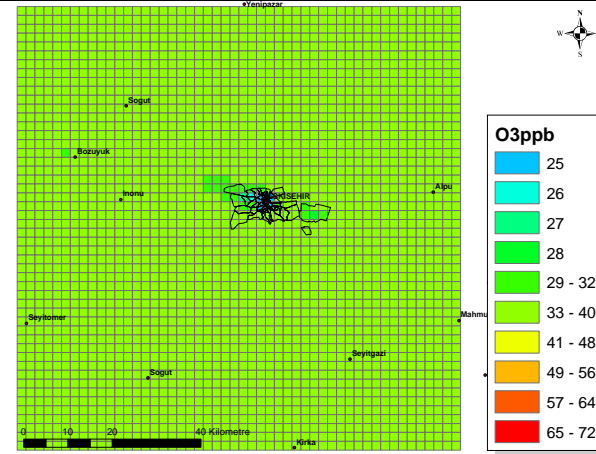 Yenipazar
N
W
E
S
Sogut
Bozuyuk
Inonu
ESKISEHIR
Alpu
Seyitomer
Mahmu
Seyitgazi
Sogut
Kirka
0 10 20 40 Kilometre
O3ppb
25
26
27
28
29 - 32
33 - 40
41 - 48
49 - 56
57 - 64
65 - 72